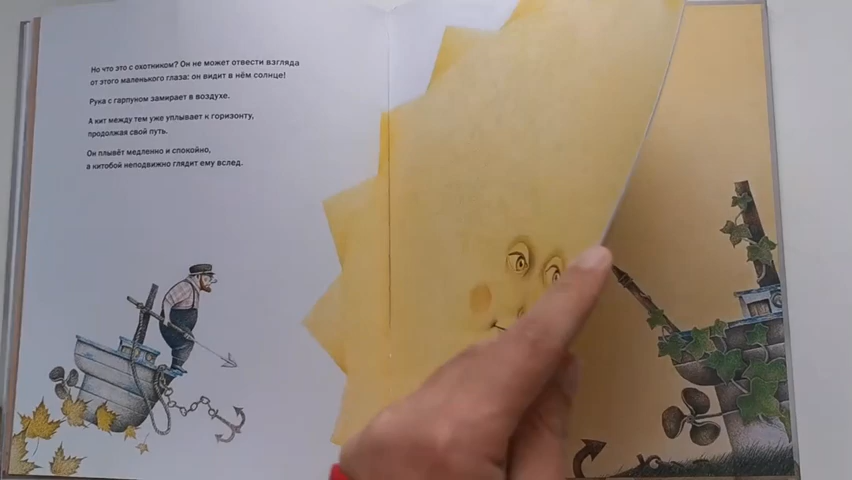 Но что это с охотником? Он не может отвести взгляда
от этого маленького глаза: он видит в нём солнце!
Рука с гарпуном замирает в воздухе.
А кит между тем уже уплывает к горизонту,
продолжая свой путь.
Он плывёт медленно и спокойно,
а китобой неподвижно глядит ему вслед.